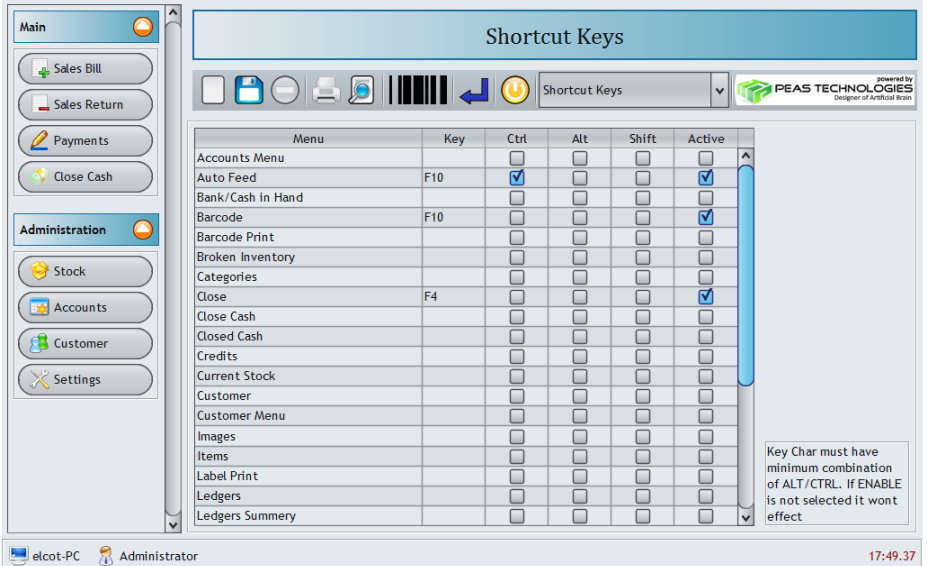 Main
Sales Bill
Sales Return
Payments
Close Cash
Administration
Stock
Accounts
Customer
Settings
Shortcut Keys
Shortcut Keys
powered by
PEAS TECHNOLOGIES
Designer of Artificial Brain
Menu Key Ctrl Alt Shift Active
Accounts Menu
Auto Feed F10
Bank/Cash in Hand
Barcode F10
Barcode Print
Broken Inventory
Categories
Close F4
Close Cash
Closed Cash
Credits
Current Stock
Customer
Customer Menu
Images
Items
Label Print
Ledgers
Ledgers Summery
Key Char must have
minimum combination
of ALT/CTRL. If ENABLE
is not selected it wont
effect
elcot-PC Administrator 17:49.37